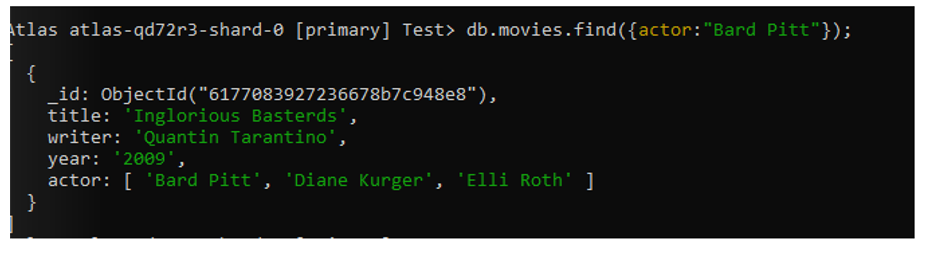 Atlas atlas-qd72r3-shard-0 [primary] Test> db.movies.find({actor:"Bard Pitt"});
[
{
_id: ObjectId("6177083927236678b7c948e8"),
title: 'Inglorious Basterds',
writer: 'Quantin Tarantino',
year: '2009',
actor: [ 'Bard Pitt', 'Diane Kurger', 'Elli Roth' ]
}
]